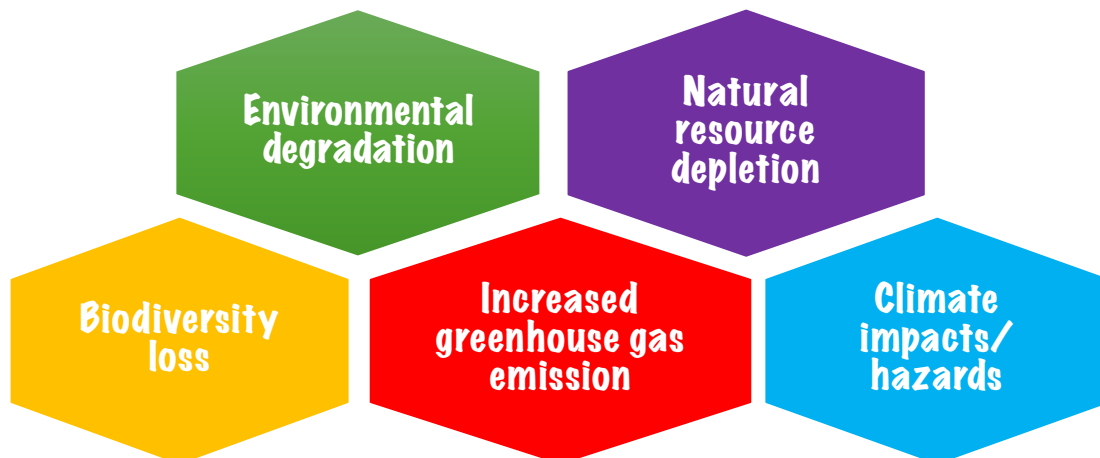 Environmental
degradation
Natural
resource
depletion
Biodiversity
loss
Increased
greenhouse gas
emission
Climate
impacts/
hazards